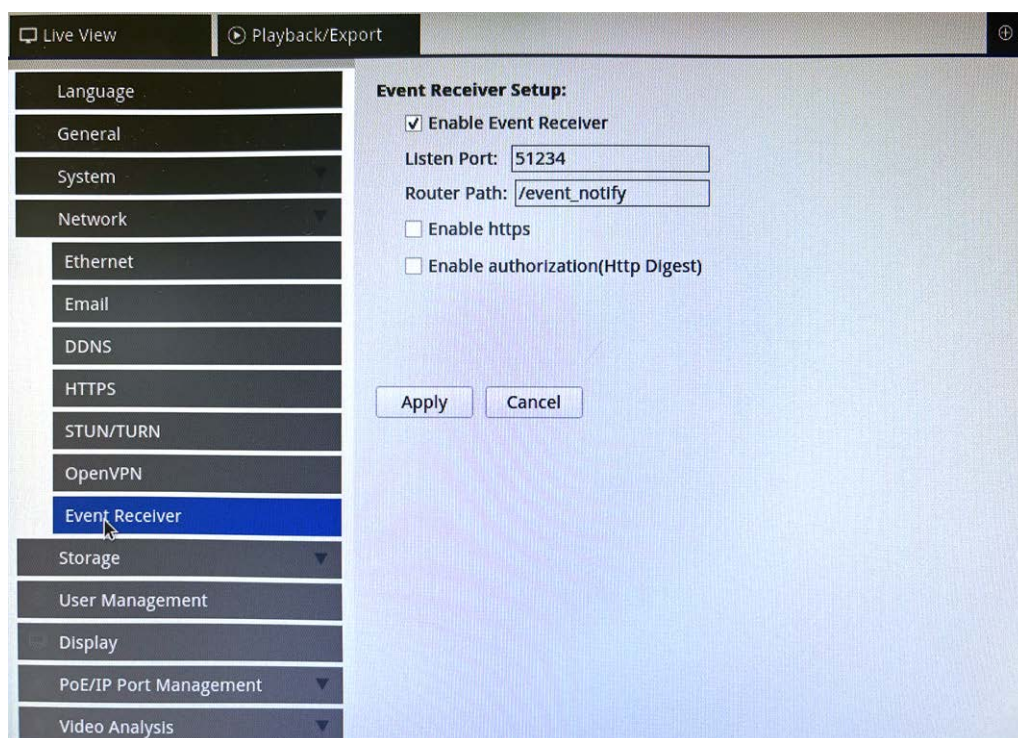 Live View
Playback/Export
Language
General
System
Network
Ethernet
Email
DDNS
HTTPS
STUN/TURN
OpenVPN
Event Receiver
Storage
User Management
Display
PoE/IP Port Management
Video Analysis
Event Receiver Setup:
Enable Event Receiver
Listen Port: 51234
Router Path: /event_notify
Enable https
Enable authorization(Http Digest)
Apply
Cancel